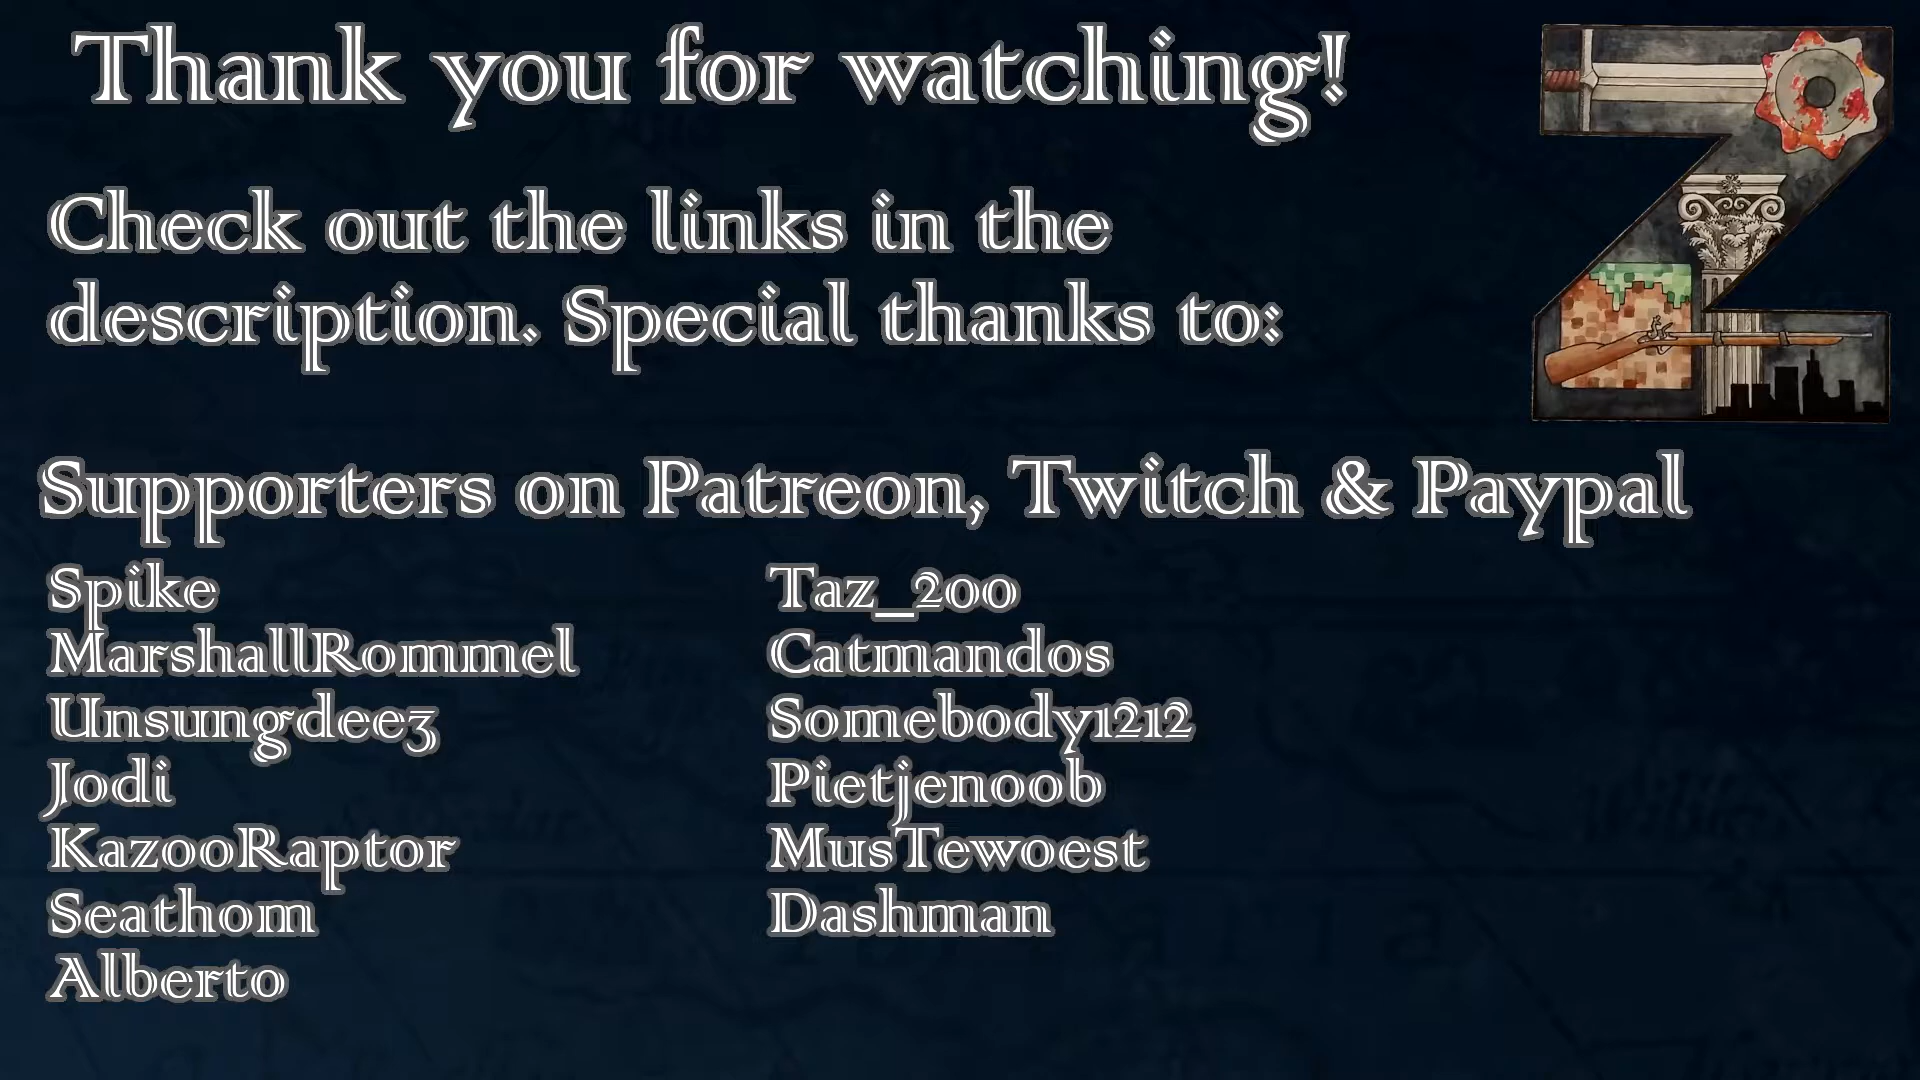 Thank you for watching!
Check out the links in the
description. Special thanks to:
Supporters on Patreon, Twitch & Paypal
Spike
MarshallRommel
Unsungdee3
Jodi
KazooRaptor
Seathom
Alberto
Taz_200
Catmandos
Somebody1212
Pietjenoob
MusTewoest
Dashman